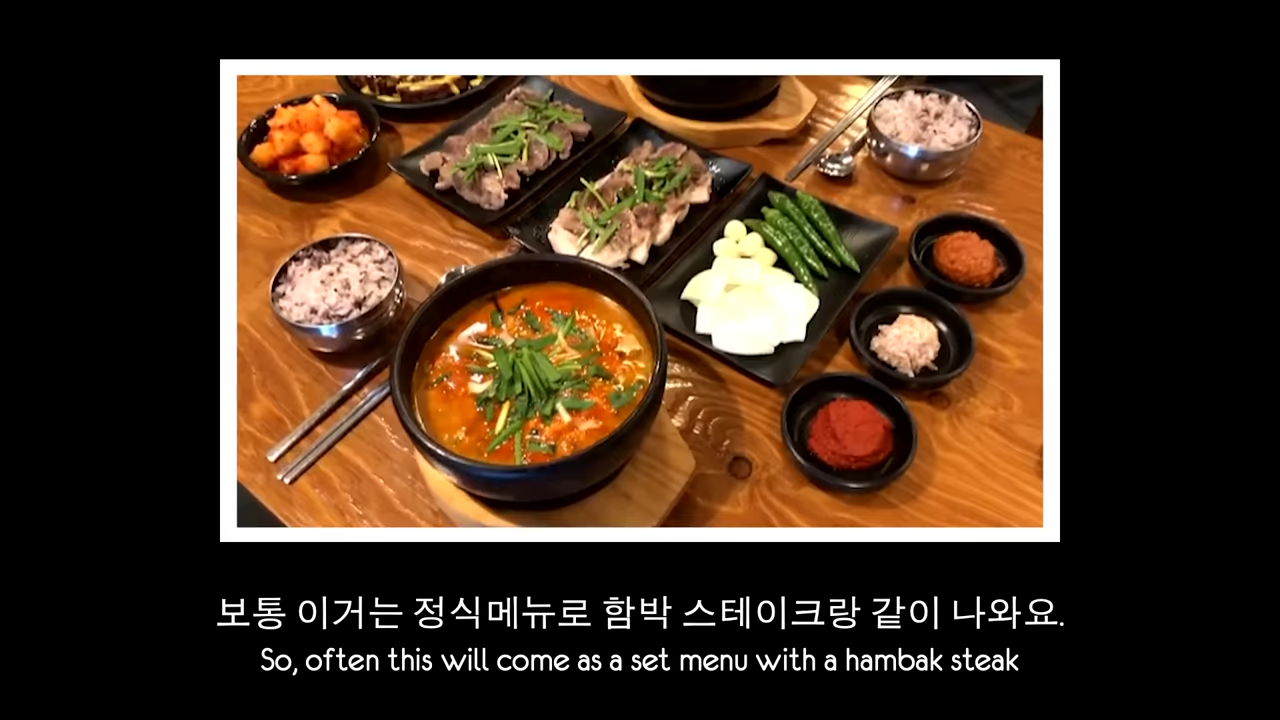 보통 이거는 정식메뉴로 함박 스테이크랑 같이 나와요.
So, often this will come as a set menu with a hambak steak